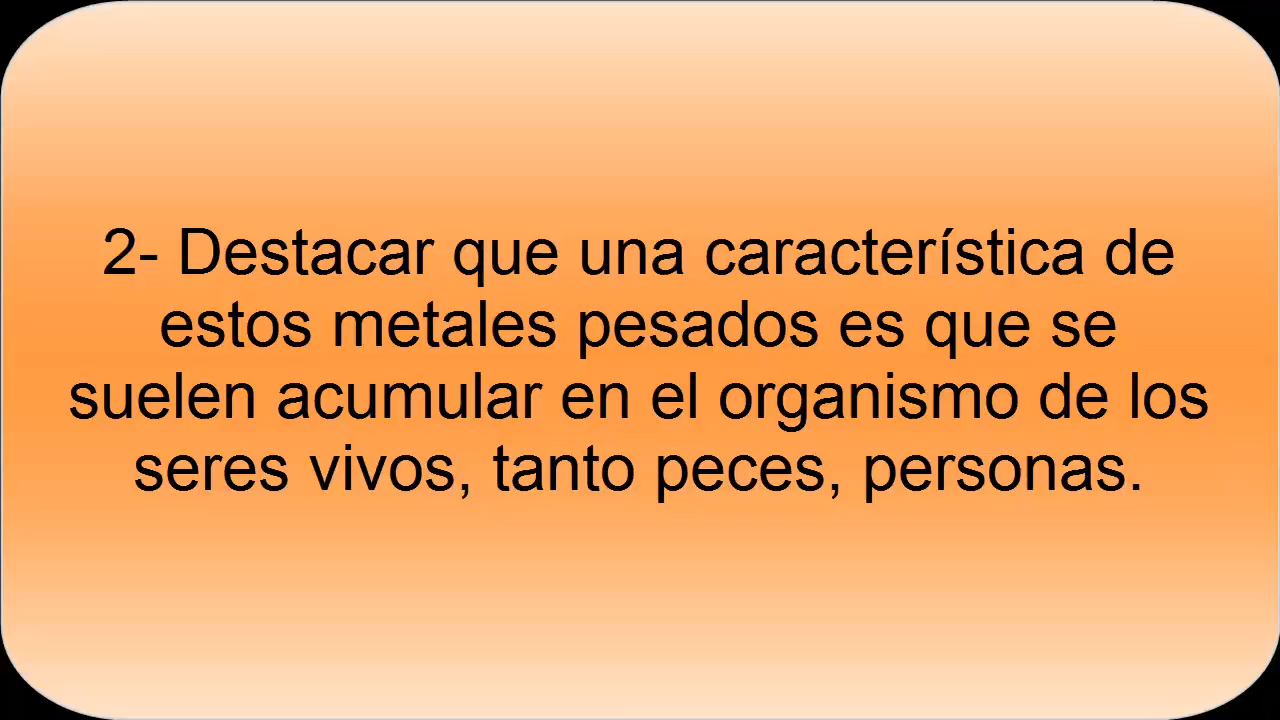 2- Destacar que una característica de
estos metales pesados es que se
suelen acumular en el organismo de los
seres vivos, tanto peces, personas.